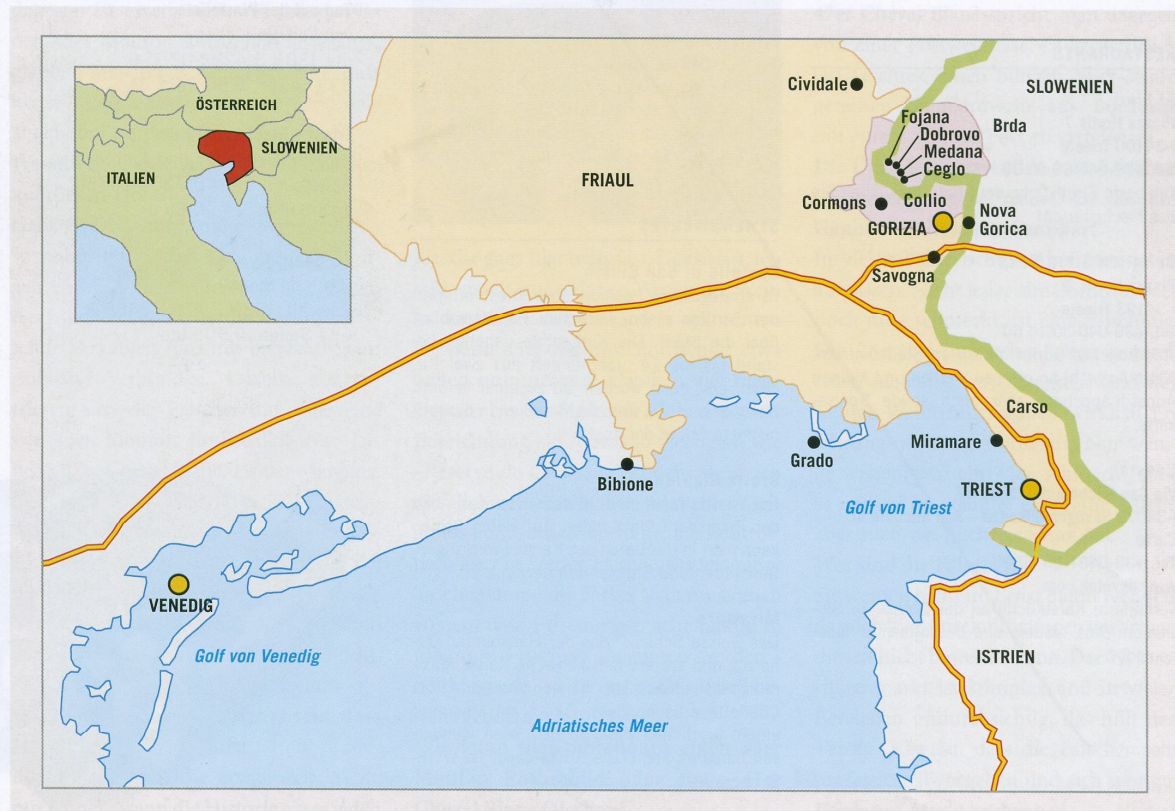 ÖSTERREICH
SLOWENIEN
ITALIEN
FRIAUL
Cividale
SLOWENIEN
Fojana
Dobrovo
Medana
Ceglo
Brda
Cormons
Collio
GORIZIA
Nova
Gorica
Savogna
Carso
Miramare
Grado
TRIEST
Bibione
Golf von Triest
VENEDIG
Golf von Venedig
ISTRIEN
Adriatisches Meer